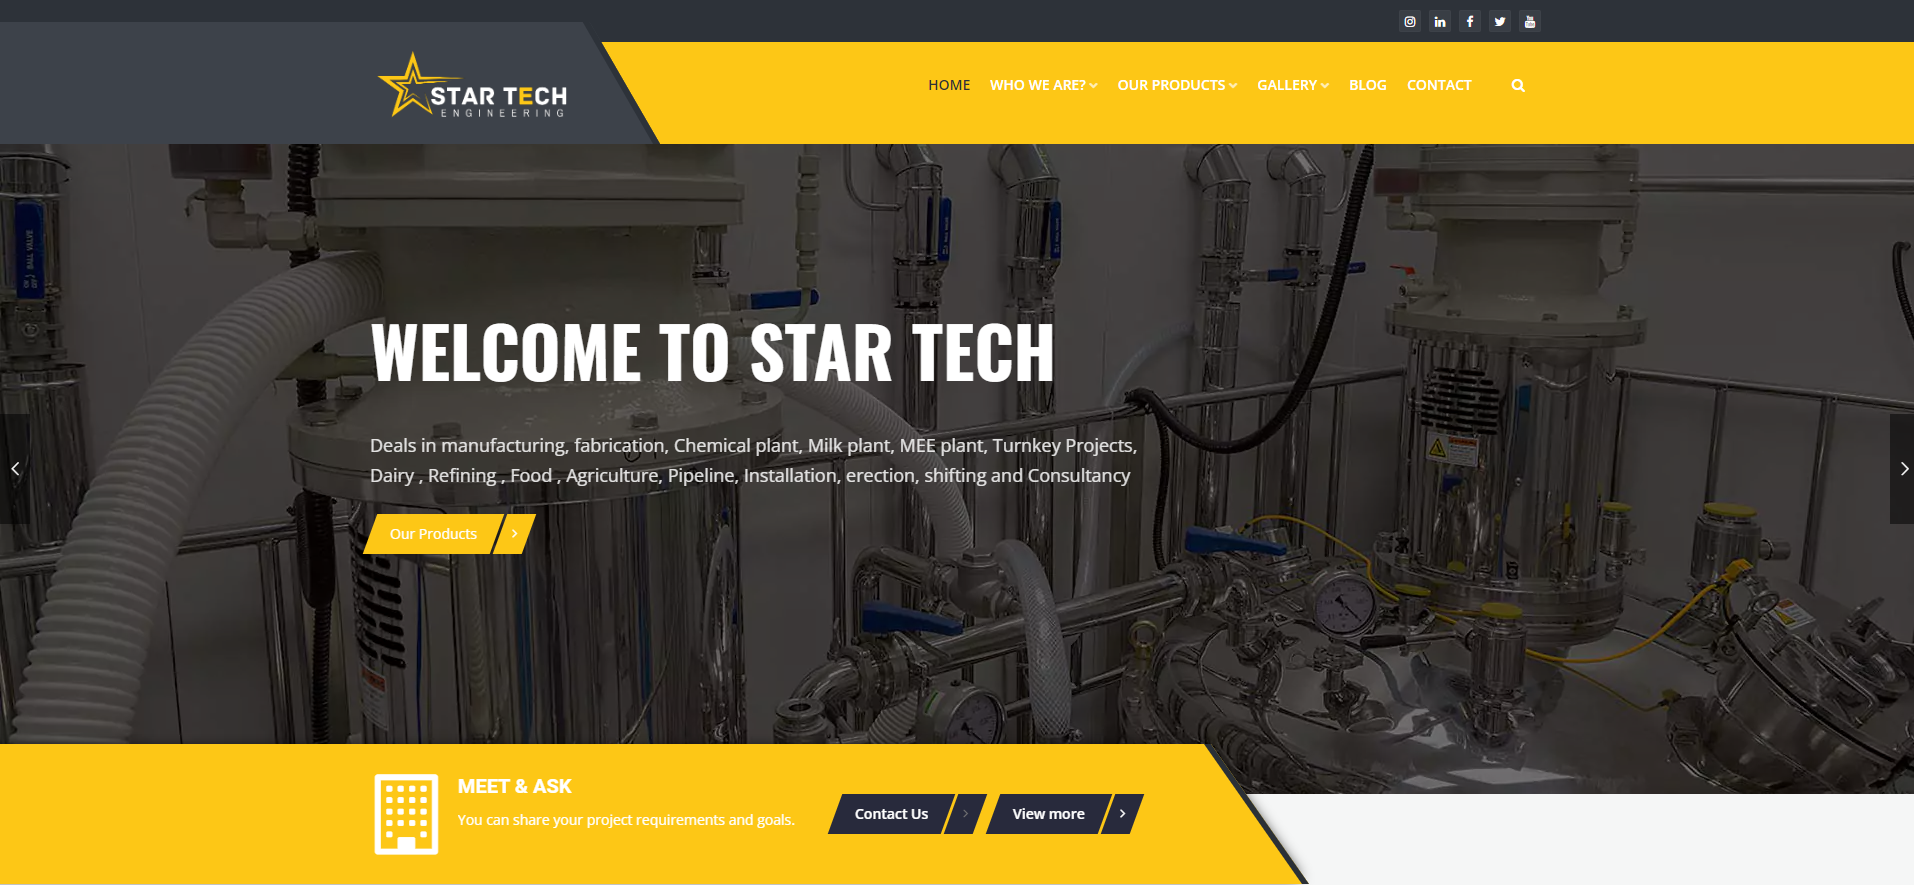 STAR TECH
ENGINEERING
HOME
WHO WE ARE?
OUR PRODUCTS
GALLERY
BLOG
CONTACT
BALL VALVE
WELCOME TO STAR TECH
Deals in manufacturing, fabrication, Chemical plant, Milk plant, MEE plant, Turnkey Projects,
Dairy , Refining , Food , Agriculture, Pipeline, Installation, erection, shifting and Consultancy
Our Products
MEET & ASK
You can share your project requirements and goals.
Contact Us
View more